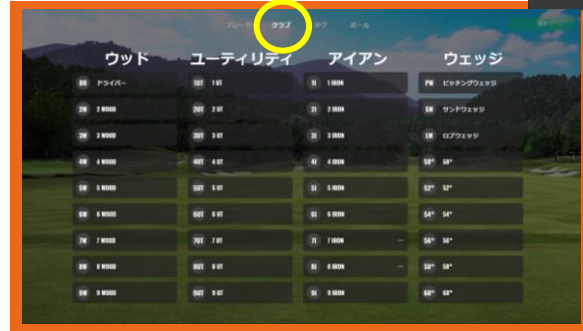 プレーヤー クラブ タグ ボール
ウッド ユーティリティ アイアン ウェッジ
DR ドライバー 1UT 1 UT 1I 1 IRON PW ピッチングウェッジ
2W 2 WOOD 2UT 2 UT 2I 2 IRON SW サンドウェッジ
3W 3 WOOD 3UT 3 UT 3I 3 IRON LW ロブウェッジ
4W 4 WOOD 4UT 4 UT 4I 4 IRON 50° 50°
5W 5 WOOD 5UT 5 UT 5I 5 IRON 52° 52°
6W 6 WOOD 6UT 6 UT 6I 6 IRON 54° 54°
7W 7 WOOD 7UT 7 UT 7I 7 IRON ... 56° 56°
8W 8 WOOD 8UT 8 UT 8I 8 IRON ... 58° 58°
9W 9 WOOD 9UT 9 UT 9I 9 IRON 60° 60°